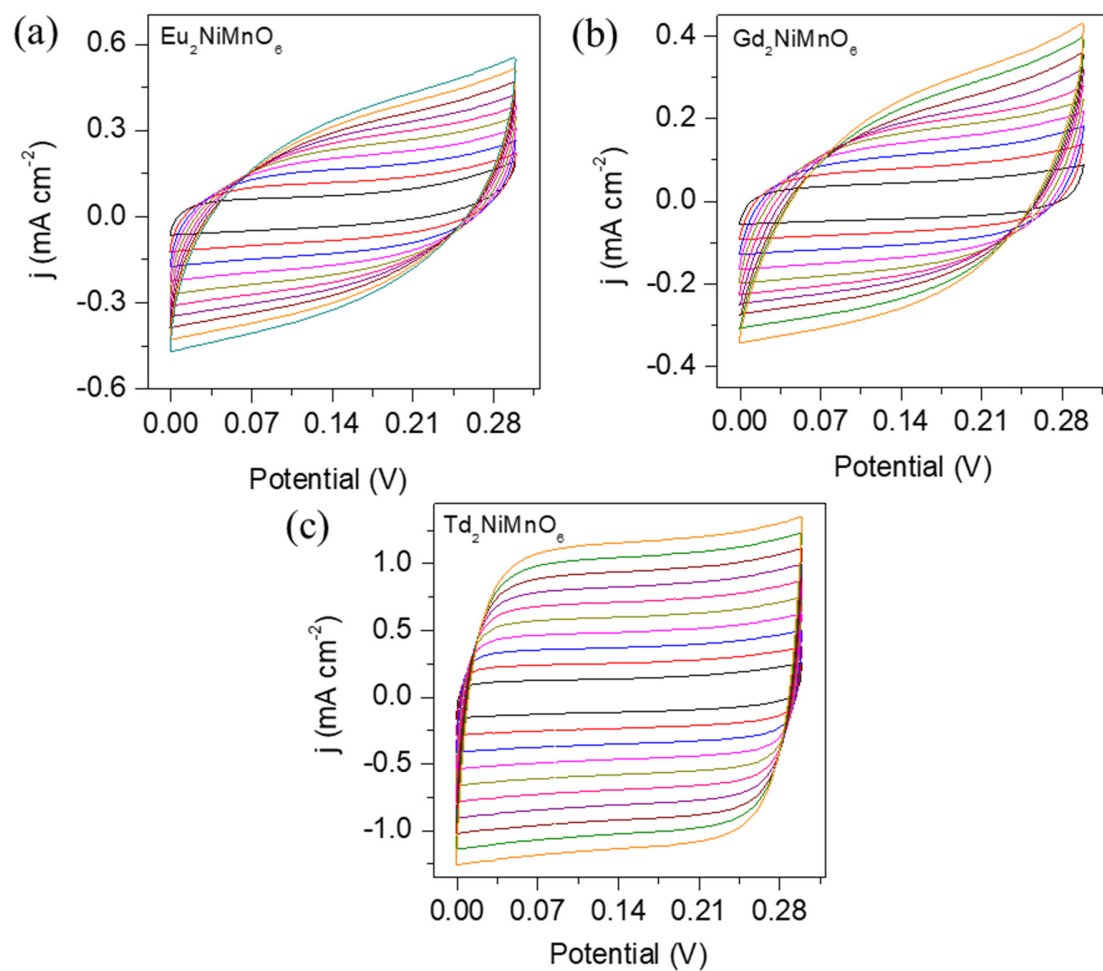 (a)
Eu₂NiMnO₆
0.6
0.3
0.0
-0.3
-0.6
j (mA cm⁻²)
0.00 0.07 0.14 0.21 0.28
Potential (V)
(b)
Gd₂NiMnO₆
0.4
0.2
0.0
-0.2
-0.4
j (mA cm⁻²)
0.00 0.07 0.14 0.21 0.28
Potential (V)
(c)
Td₂NiMnO₆
1.0
0.5
0.0
-0.5
-1.0
j (mA cm⁻²)
0.00 0.07 0.14 0.21 0.28
Potential (V)